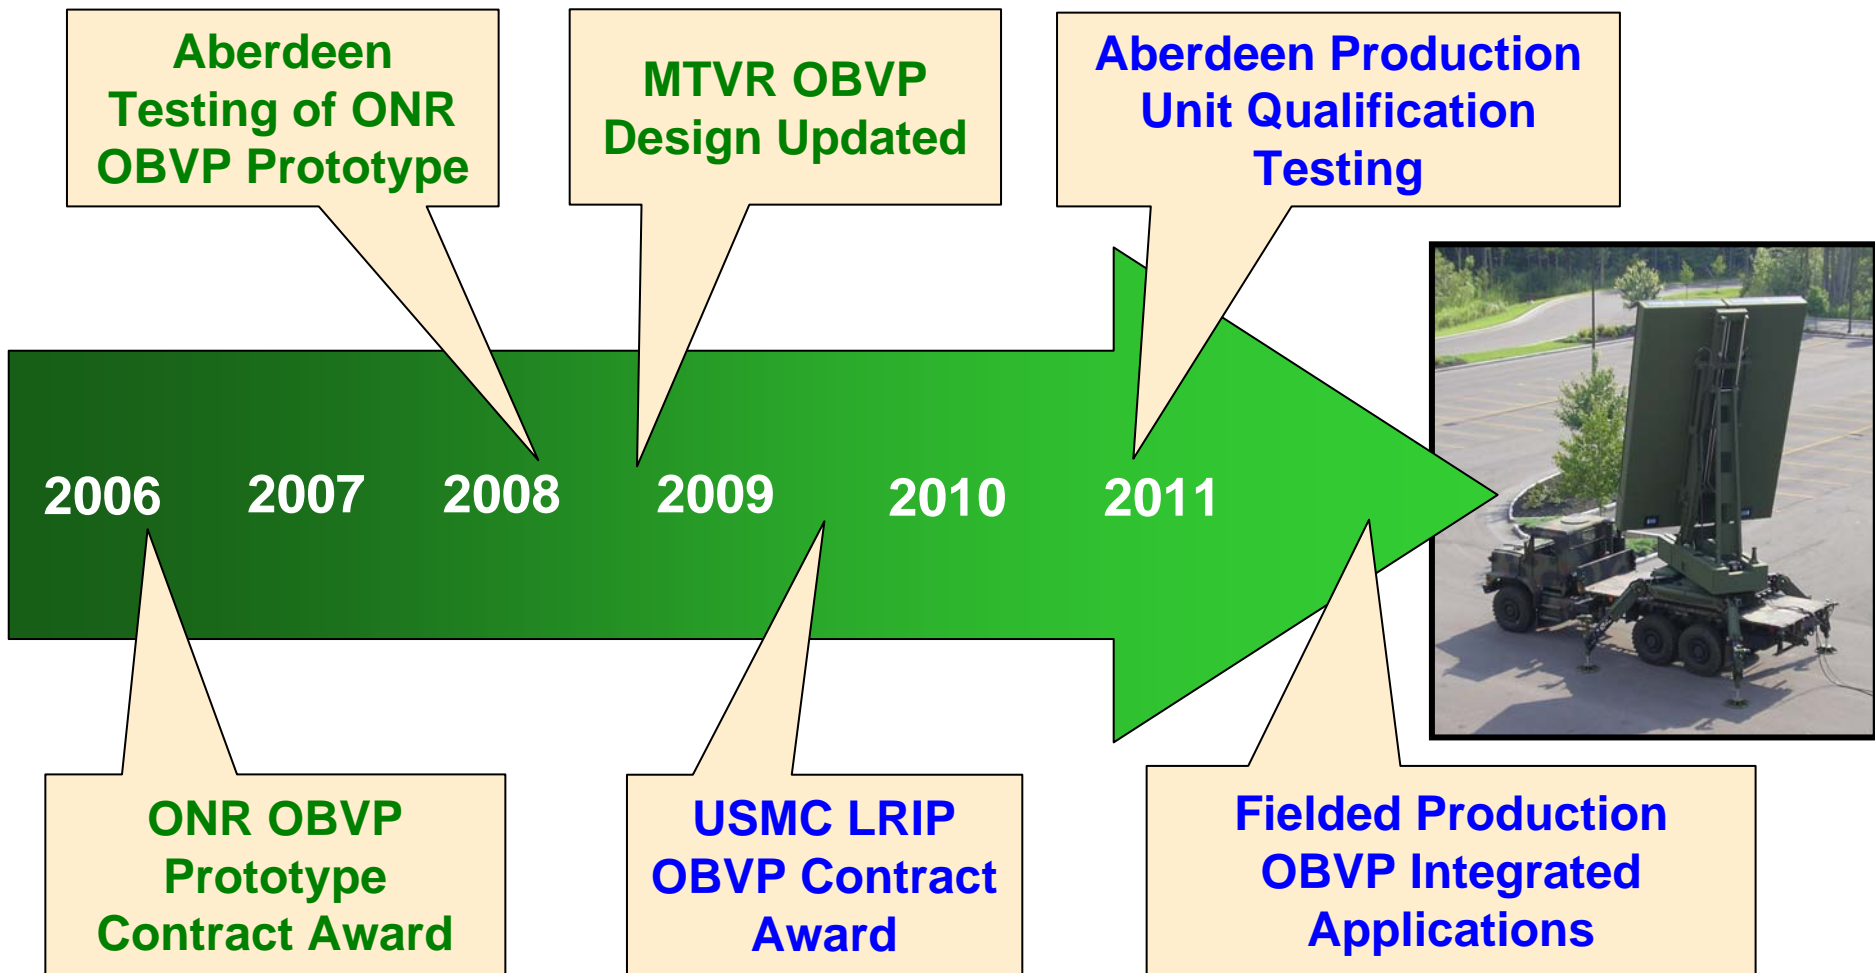 Aberdeen
Testing of ONR
OBVP Prototype
MTVR OBVP
Design Updated
Aberdeen Production
Unit Qualification
Testing
2006 2007 2008 2009 2010 2011
ONR OBVP
Prototype
Contract Award
USMC LRIP
OBVP Contract
Award
Fielded Production
OBVP Integrated
Applications